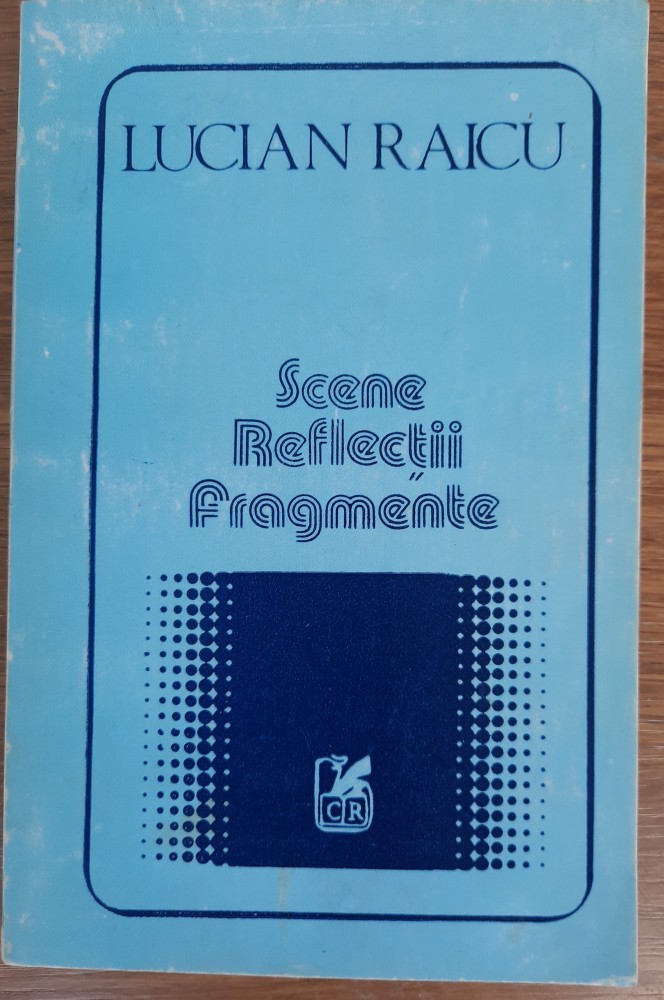 LUCIAN RAICU
Scene
Reflecții
Fragmente
CR